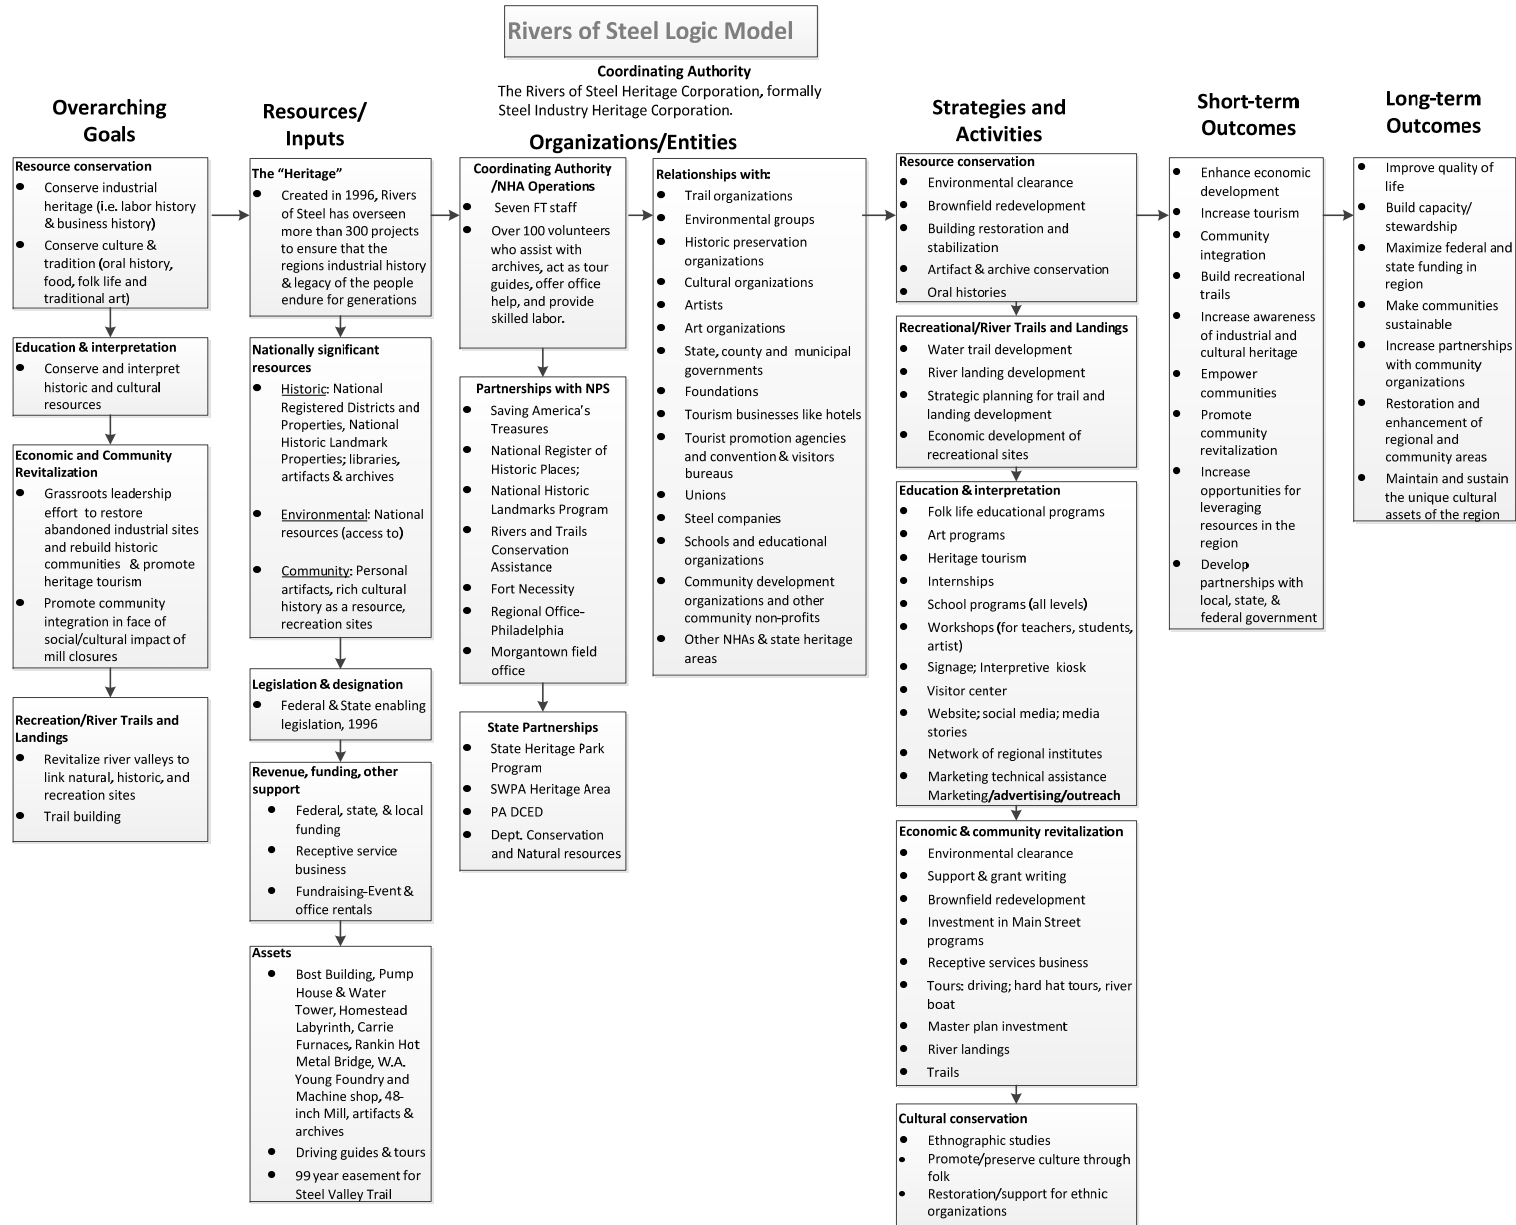 Rivers of Steel Logic Model
Coordinating Authority
The Rivers of Steel Heritage Corporation, formally
Steel Industry Heritage Corporation.
Overarching
Goals
Resource conservation
Conserve industrial
heritage (i.e. labor history
& business history)
Conserve culture &
tradition (oral history,
food, folk life and
traditional art)
Education & interpretation
Conserve and interpret
historic and cultural
resources
Economic and Community
Revitalization
Grassroots leadership
effort to restore
abandoned industrial sites
and rebuild historic
communities & promote
heritage tourism
Promote community
integration in face of
social/cultural impact of
mill closures
Recreation/River Trails and
Landings
Revitalize river valleys to
link natural, historic, and
recreation sites
Trail building
Resources/
Inputs
The “Heritage”
Created in 1996, Rivers
of Steel has overseen
more than 300 projects
to ensure that the
regions industrial history
& legacy of the people
endure for generations
Nationally significant
resources
Historic: National
Registered Districts and
Properties, National
Historic Landmark
Properties; libraries,
artifacts & archives
Environmental: National
resources (access to)
Community: Personal
artifacts, rich cultural
history as a resource,
recreation sites
Legislation & designation
Federal & State enabling
legislation, 1996
Revenue, funding, other
support
Federal, state, & local
funding
Receptive service
business
Fundraising-Event &
office rentals
Assets
Bost Building, Pump
House & Water
Tower, Homestead
Labyrinth, Carrie
Furnaces, Rankin Hot
Metal Bridge, W.A.
Young Foundry and
Machine shop, 48-
inch Mill, artifacts &
archives
Driving guides & tours
99 year easement for
Steel Valley Trail
Organizations/Entities
Coordinating Authority
/NHA Operations
Seven FT staff
Over 100 volunteers
who assist with
archives, act as tour
guides, offer office
help, and provide
skilled labor.
Partnerships with NPS
Saving America’s
Treasures
National Register of
Historic Places;
National Historic
Landmarks Program
Rivers and Trails
Conservation
Assistance
Fort Necessity
Regional Office-
Philadelphia
Morgantown field
office
State Partnerships
State Heritage Park
Program
SWPA Heritage Area
PA DCED
Dept. Conservation
and Natural resources
Relationships with:
Trail organizations
Environmental groups
Historic preservation
organizations
Cultural organizations
Artists
Art organizations
State, county and municipal
governments
Foundations
Tourism businesses like hotels
Tourist promotion agencies
and convention & visitors
bureaus
Unions
Steel companies
Schools and educational
organizations
Community development
organizations and other
community non-profits
Other NHAs & state heritage
areas
Strategies and
Activities
Resource conservation
Environmental clearance
Brownfield redevelopment
Building restoration and
stabilization
Artifact & archive conservation
Oral histories
Recreational/River Trails and Landings
Water trail development
River landing development
Strategic planning for trail and
landing development
Economic development of
recreational sites
Education & interpretation
Folk life educational programs
Art programs
Heritage tourism
Internships
School programs (all levels)
Workshops (for teachers, students,
artist)
Signage; Interpretive kiosk
Visitor center
Website; social media; media
stories
Network of regional institutes
Marketing technical assistance
Marketing/advertising/outreach
Economic & community revitalization
Environmental clearance
Support & grant writing
Brownfield redevelopment
Investment in Main Street
programs
Receptive services business
Tours: driving; hard hat tours, river
boat
Master plan investment
River landings
Trails
Cultural conservation
Ethnographic studies
Promote/preserve culture through
folk
Restoration/support for ethnic
organizations
Short-term
Outcomes
Enhance economic
development
Increase tourism
Community
integration
Build recreational
trails
Increase awareness
of industrial and
cultural heritage
Empower
communities
Promote
community
revitalization
Increase
opportunities for
leveraging
resources in the
region
Develop
partnerships with
local, state, &
federal government
Long-term
Outcomes
Improve quality of
life
Build capacity/
stewardship
Maximize federal and
state funding in
region
Make communities
sustainable
Increase partnerships
with community
organizations
Restoration and
enhancement of
regional and
community areas
Maintain and sustain
the unique cultural
assets of the region